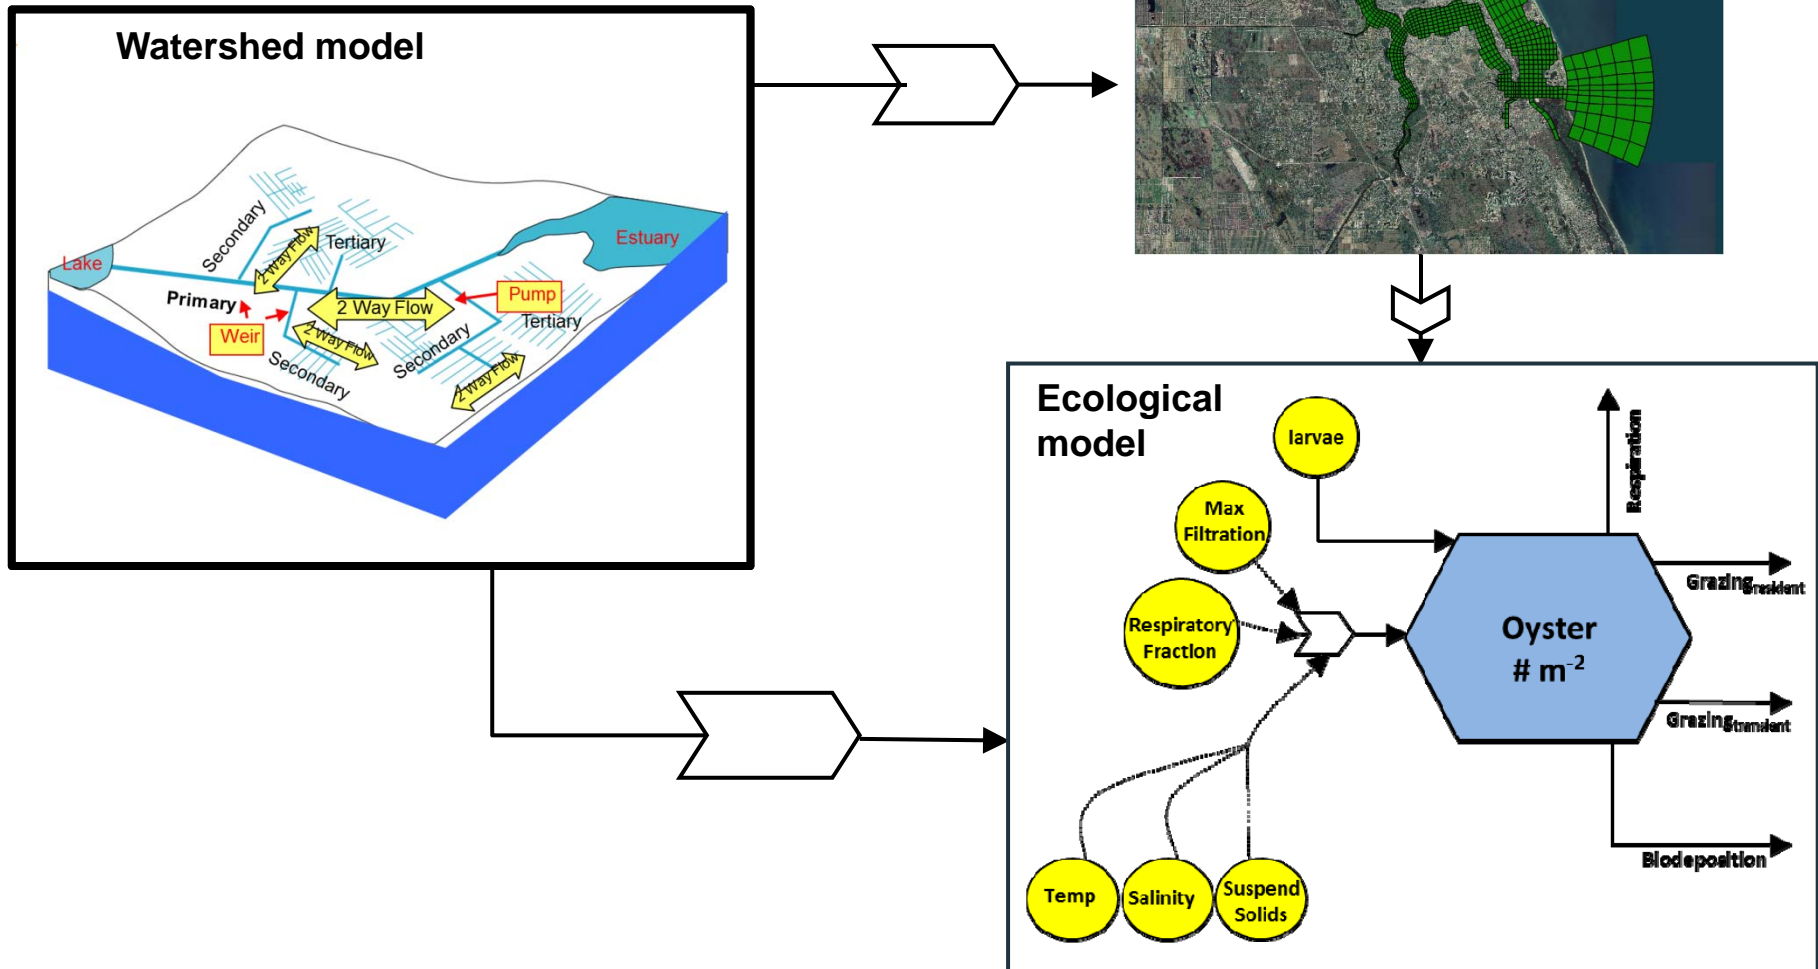 Watershed model
Secondary
2 Way Flow
Tertiary
Estuary
Lake
Primary
2 Way Flow
Pump
Weir
2 Way Flow
Secondary
Secondary
Tertiary
2 Way Flow
Ecological
model
larvae
Max
Filtration
Respiratory
Fraction
Temp
Salinity
Suspend
Solids
Oyster
# m-2
Respiration
Grazing
Grazing
Biodeposition